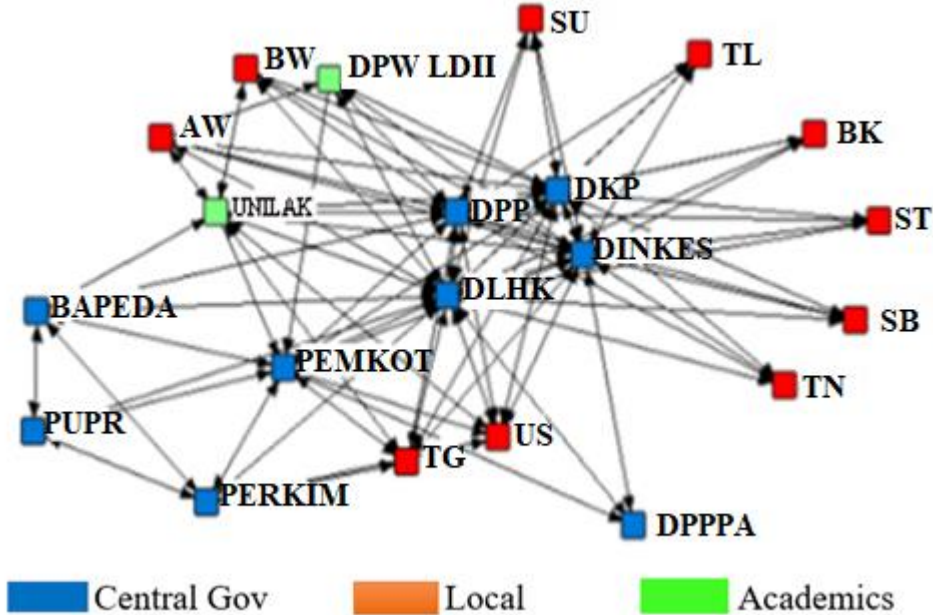 SU
BW
DPW LDII
TL
AW
BK
UNILAK
DPP
DKP
ST
DINKES
BAPEDA
DLHK
SB
PEMKOT
TN
PUPR
TG
US
PERKIM
DPPPA
Central Gov
Local
Academics